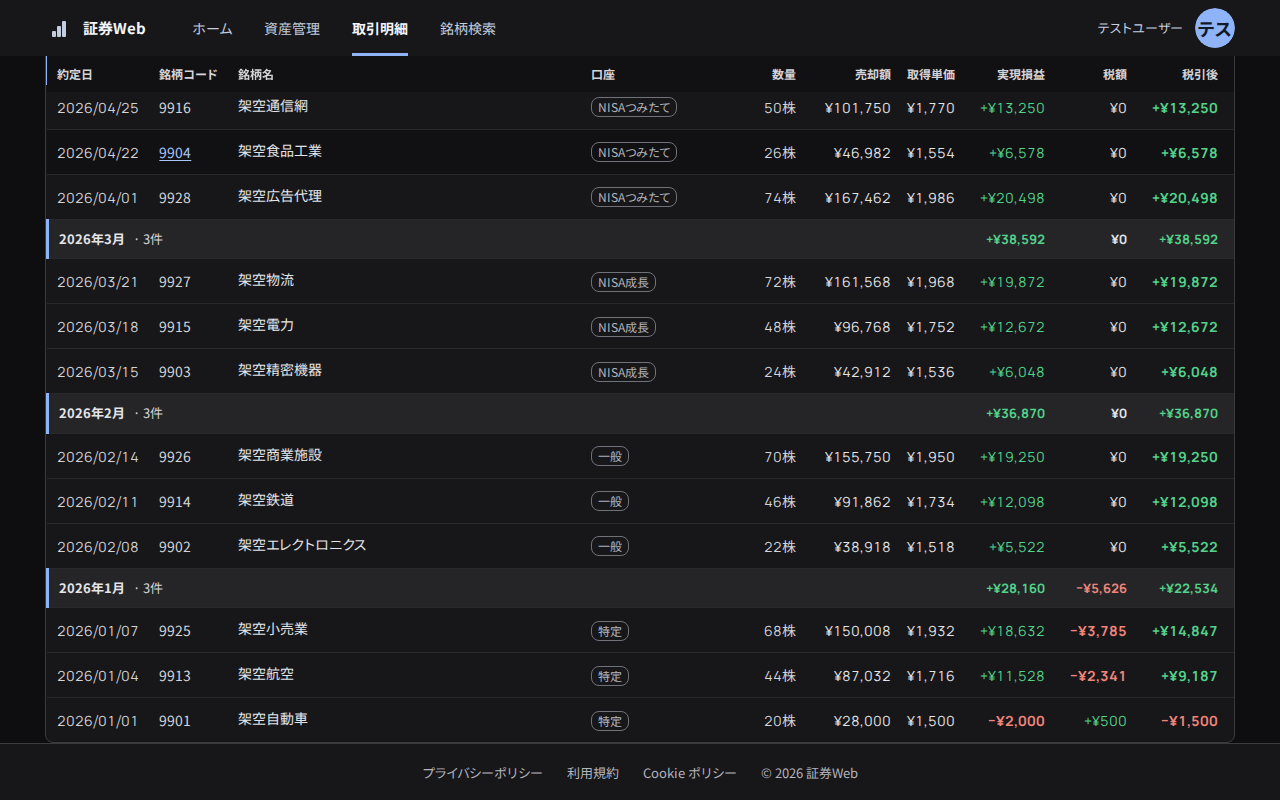 証券Web ホーム 資産管理 取引明細 銘柄検索 テストユーザー テス
約定日 銘柄コード 銘柄名 口座 数量 売却額 取得単価 実現損益 税額 税引後
2026/04/25 9916 架空通信網 NISAつみたて 50株 ¥101,750 ¥1,770 +¥13,250 ¥0 +¥13,250
2026/04/22 9904 架空食品工業 NISAつみたて 26株 ¥46,982 ¥1,554 +¥6,578 ¥0 +¥6,578
2026/04/01 9928 架空広告代理 NISAつみたて 74株 ¥167,462 ¥1,986 +¥20,498 ¥0 +¥20,498
2026年3月 · 3件 +¥38,592 ¥0 +¥38,592
2026/03/21 9927 架空物流 NISA成長 72株 ¥161,568 ¥1,968 +¥19,872 ¥0 +¥19,872
2026/03/18 9915 架空電力 NISA成長 48株 ¥96,768 ¥1,752 +¥12,672 ¥0 +¥12,672
2026/03/15 9903 架空精密機器 NISA成長 24株 ¥42,912 ¥1,536 +¥6,048 ¥0 +¥6,048
2026年2月 · 3件 +¥36,870 ¥0 +¥36,870
2026/02/14 9926 架空商業施設 一般 70株 ¥155,750 ¥1,950 +¥19,250 ¥0 +¥19,250
2026/02/11 9914 架空鉄道 一般 46株 ¥91,862 ¥1,734 +¥12,098 ¥0 +¥12,098
2026/02/08 9902 架空エレクトロニクス 一般 22株 ¥38,918 ¥1,518 +¥5,522 ¥0 +¥5,522
2026年1月 · 3件 +¥28,160 −¥5,626 +¥22,534
2026/01/07 9925 架空小売業 特定 68株 ¥150,008 ¥1,932 +¥18,632 −¥3,785 +¥14,847
2026/01/04 9913 架空航空 特定 44株 ¥87,032 ¥1,716 +¥11,528 −¥2,341 +¥9,187
2026/01/01 9901 架空自動車 特定 20株 ¥28,000 ¥1,500 −¥2,000 +¥500 −¥1,500
プライバシーポリシー 利用規約 Cookie ポリシー © 2026 証券Web